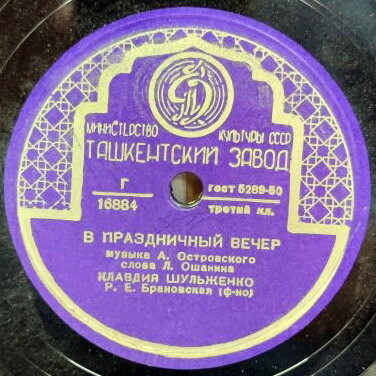 МИНИСТЕРСТВО КУЛЬТУРЫ СССР
ТАШКЕНТСКИЙ ЗАВОД
Г
16884
ГОСТ 5289-50
третий кл.
В ПРАЗДНИЧНЫЙ ВЕЧЕР
музыка А. Островского
слова Л. Ошанина
КЛАВДИЯ ШУЛЬЖЕНКО
Р. Е. Брановская (ф-но)